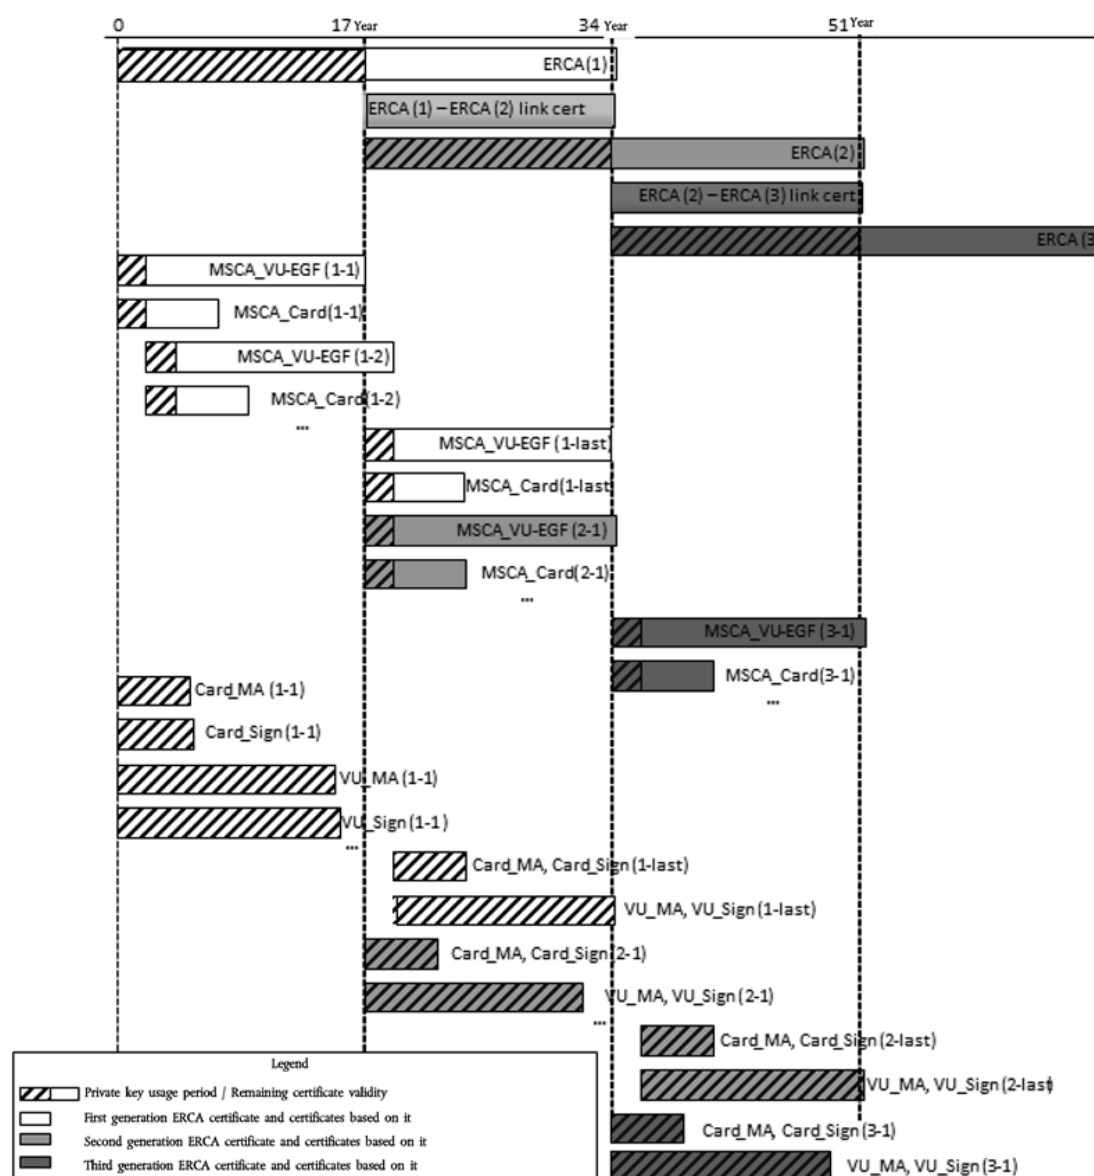 0 17 Year 34 Year 51 Year
ERCA (1)
ERCA (1) – ERCA (2) link cert
ERCA (2)
ERCA (2) – ERCA (3) link cert
ERCA (3
MSCA_VU-EGF (1-1)
MSCA_Card(1-1)
MSCA_VU-EGF (1-2)
MSCA_Card(1-2)
...
MSCA_VU-EGF (1-last)
MSCA_Card(1-last
MSCA_VU-EGF (2-1)
MSCA_Card(2-1)
...
MSCA_VU-EGF (3-1)
MSCA_Card(3-1)
...
Card_MA (1-1)
Card_Sign (1-1)
VU_MA (1-1)
VU_Sign (1-1)
...
Card_MA, Card_Sign (1-last)
VU_MA, VU_Sign (1-last)
Card_MA, Card_Sign (2-1)
VU_MA, VU_Sign (2-1)
...
Card_MA, Card_Sign (2-last)
VU_MA, VU_Sign (2-last)
Card_MA, Card_Sign (3-1)
VU_MA, VU_Sign (3-1)
Legend
Private key usage period / Remaining certificate validity
First generation ERCA certificate and certificates based on it
Second generation ERCA certificate and certificates based on it
Third generation ERCA certificate and certificates based on it